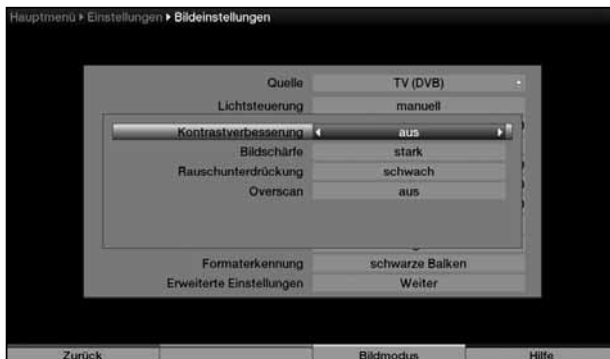 Hauptmenü ▸ Einstellungen ▸ Bildeinstellungen
Quelle TV (DVB)
Lichtsteuerung manuell
Kontrastverbesserung aus
Bildschärfe stark
Rauschunterdrückung schwach
Overscan aus
Formaterkennung schwarze Balken
Erweiterte Einstellungen Weiter
Zurück Bildmodus Hilfe